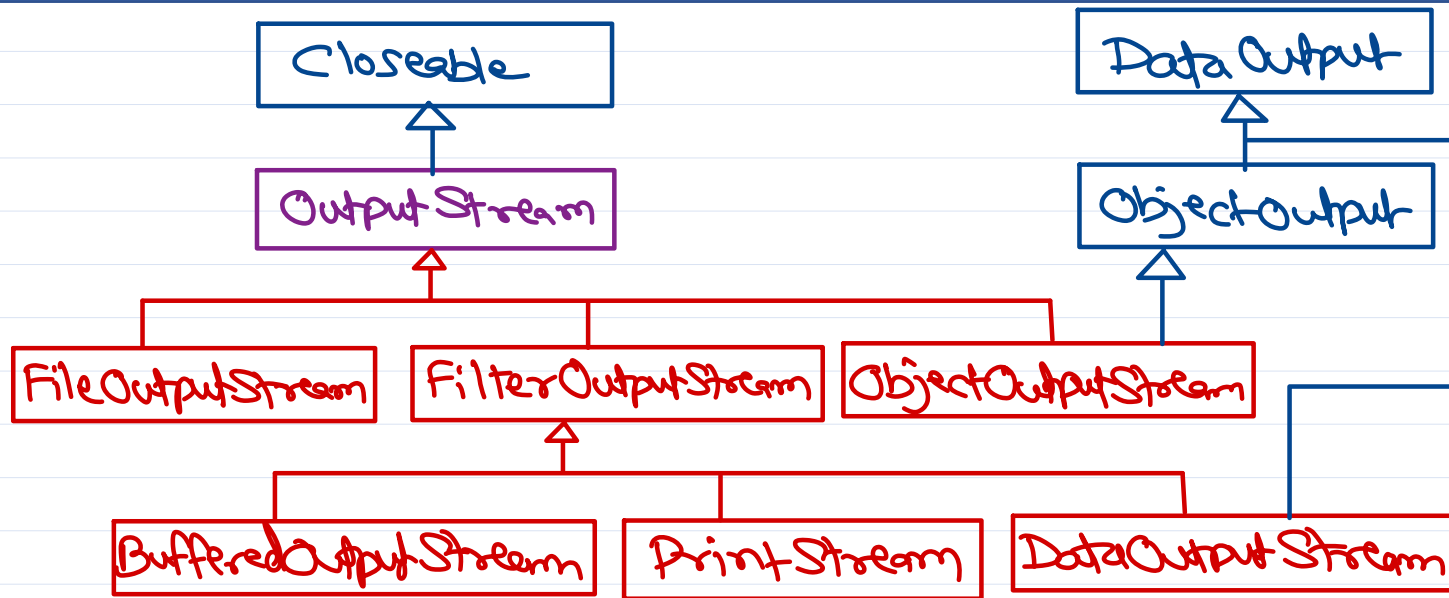 Closeable
DataOutput
OutputStream
ObjectOutput
FileOutputStream
FilterOutputStream
ObjectOutputStream
BufferedOutputStream
PrintStream
DataOutputStream